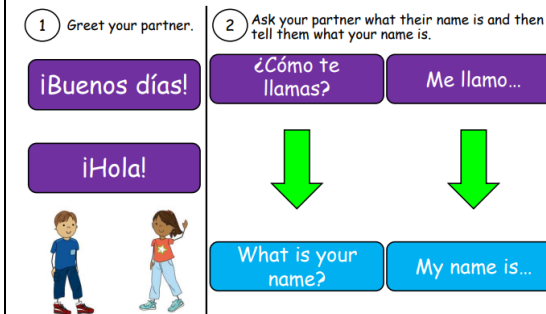 1 Greet your partner.
¡Buenos días!
¡Hola!
2 Ask your partner what their name is and then
tell them what your name is.
¿Cómo te
llamas?
Me llamo...
What is your
name?
My name is...